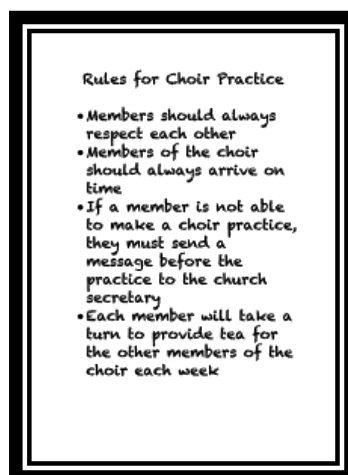 Rules for Choir Practice
•Members should always
respect each other
•Members of the choir
should always arrive on
time
•If a member is not able
to make a choir practice,
they must send a
message before the
practice to the church
secretary
•Each member will take a
turn to provide tea for
the other members of the
choir each week